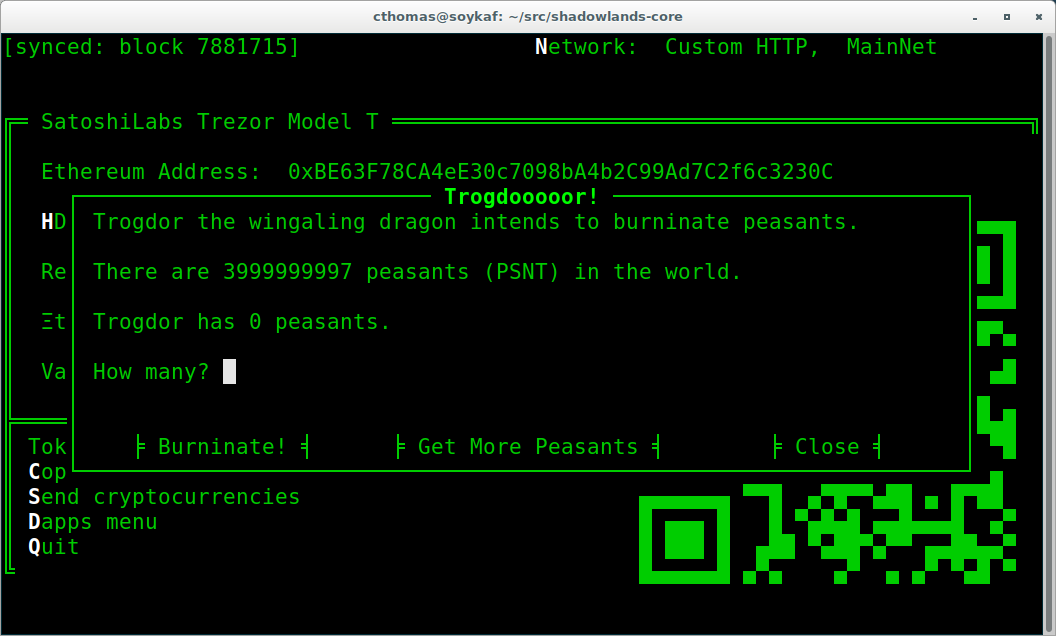 cthomas@soykaf: ~/src/shadowlands-core
[synced: block 7881715] Network: Custom HTTP, MainNet
SatoshiLabs Trezor Model T
Ethereum Address: 0xBE63F78CA4eE30c7098bA4b2C99Ad7C2f6c3230C
Trogdooooor!
HD Trogdor the wingaling dragon intends to burninate peasants.
Re There are 3999999997 peasants (PSNT) in the world.
Ξt Trogdor has 0 peasants.
Va How many?
Tok Burninate! Get More Peasants Close
Cop
Send cryptocurrencies
Dapps menu
Quit